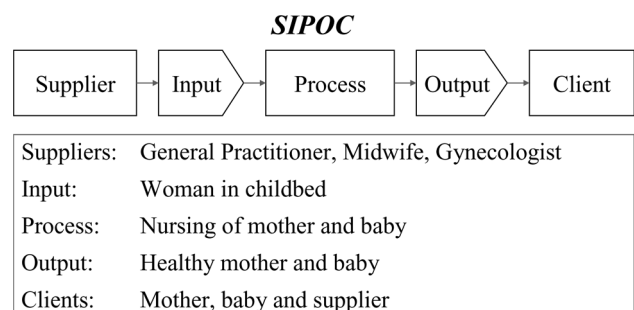 SIPOC
Supplier Input Process Output Client
Suppliers: General Practitioner, Midwife, Gynecologist
Input: Woman in childbed
Process: Nursing of mother and baby
Output: Healthy mother and baby
Clients: Mother, baby and supplier